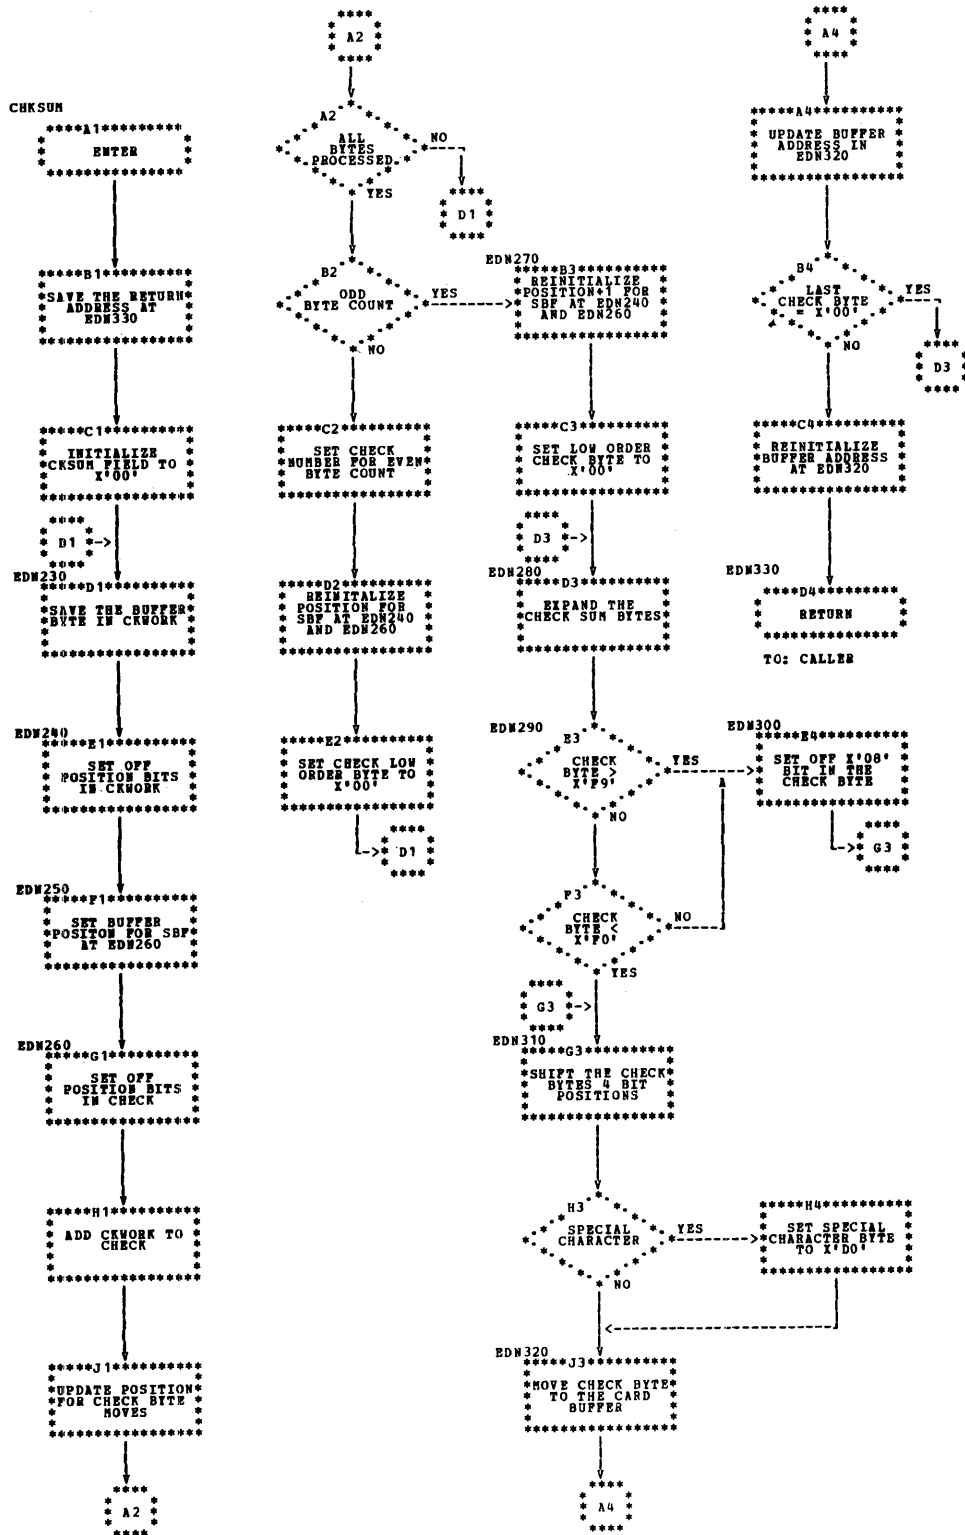 CHKSUM
A1
ENTER
B1
SAVE THE RETURN
ADDRESS AT
EDN330
C1
INITIALIZE
CKSUM FIELD TO
X'00'
D1
EDN230
D1
SAVE THE BUFFER
BYTE IN CKWORK
EDN240
E1
SET OFF
POSITION BITS
IN CKWORK
EDN250
F1
SET BUFFER
POSITON FOR SBF
AT EDN260
EDN260
G1
SET OFF
POSITION BITS
IN CHECK
H1
ADD CKWORK TO
CHECK
J1
UPDATE POSITION
FOR CHECK BYTE
MOVES
A2
A2
A2
ALL
BYTES
PROCESSED
NO
YES
D1
B2
ODD
BYTE COUNT
YES
NO
C2
SET CHECK
NUMBER FOR EVEN
BYTE COUNT
D2
REINITALIZE
POSITION FOR
SBF AT EDN240
AND EDN260
E2
SET CHECK LOW
ORDER BYTE TO
X'00'
D1
EDN270
B3
REINITIALIZE
POSITION+1 FOR
SBF AT EDN240
AND EDN260
C3
SET LOW ORDER
CHECK BYTE TO
X'00'
D3
EDN280
D3
EXPAND THE
CHECK SUM BYTES
EDN290
E3
CHECK
BYTE >
X'F9'
YES
NO
F3
CHECK
BYTE <
X'F0'
NO
YES
G3
EDN310
G3
SHIFT THE CHECK
BYTES 4 BIT
POSITIONS
H3
SPECIAL
CHARACTER
YES
NO
EDN320
J3
MOVE CHECK BYTE
TO THE CARD
BUFFER
A4
A4
A4
UPDATE BUFFER
ADDRESS IN
EDN320
B4
LAST
CHECK BYTE
= X'00'
YES
NO
D3
C4
REINITIALIZE
BUFFER ADDRESS
AT EDN320
EDN330
D4
RETURN
TO: CALLER
EDN300
E4
SET OFF X'08'
BIT IN THE
CHECK BYTE
G3
H4
SET SPECIAL
CHARACTER BYTE
TO X'D0'